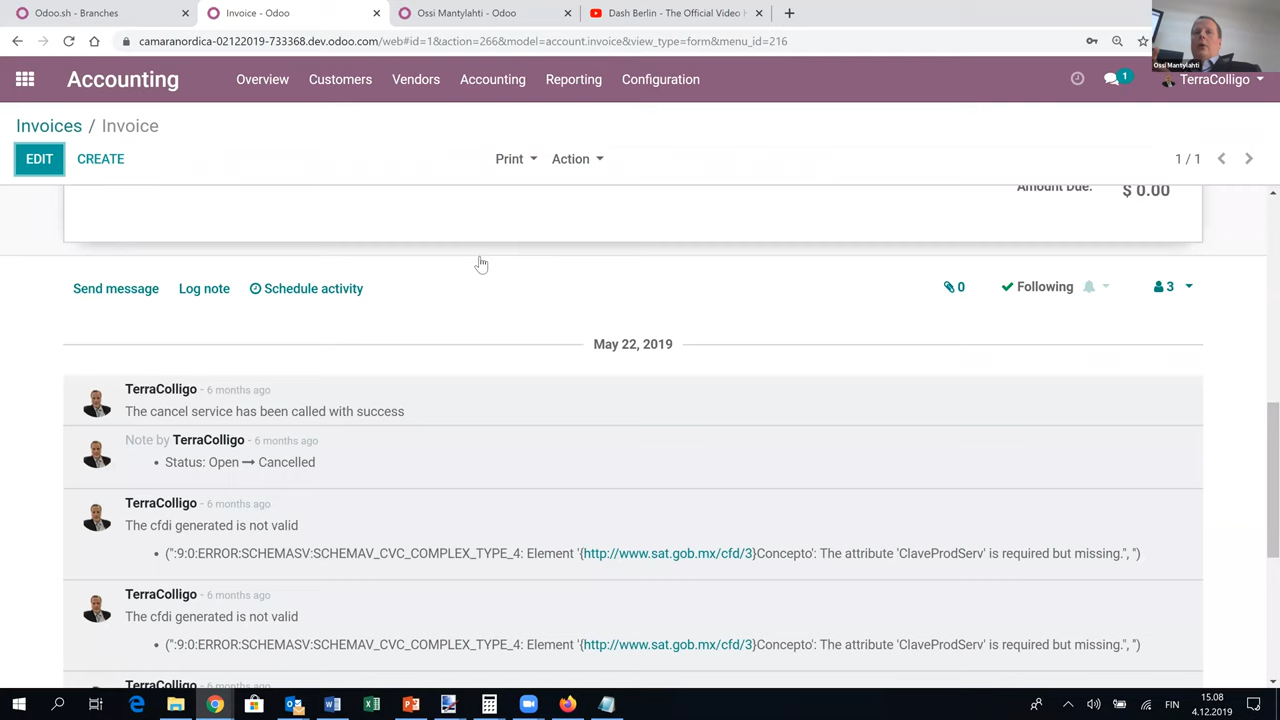 Odoo.sh - Branches
Invoice - Odoo
Ossi Mantylahti - Odoo
Dash Berlin - The Official Video
camaranordica-02122019-733368.dev.odoo.com/web#id=1&action=266&model=account.invoice&view_type=form&menu_id=216
Ossi Mantylahti
Accounting
Overview
Customers
Vendors
Accounting
Reporting
Configuration
1
TerraColligo
Invoices / Invoice
EDIT
CREATE
Print
Action
1 / 1
Amount Due:
$ 0.00
Send message
Log note
Schedule activity
0
Following
3
May 22, 2019
TerraColligo - 6 months ago
The cancel service has been called with success
Note by TerraColligo - 6 months ago
• Status: Open ➞ Cancelled
TerraColligo - 6 months ago
The cfdi generated is not valid
• (":9:0:ERROR:SCHEMASV:SCHEMAV_CVC_COMPLEX_TYPE_4: Element '{http://www.sat.gob.mx/cfd/3}Concepto': The attribute 'ClaveProdServ' is required but missing.", ")
TerraColligo - 6 months ago
The cfdi generated is not valid
• (":9:0:ERROR:SCHEMASV:SCHEMAV_CVC_COMPLEX_TYPE_4: Element '{http://www.sat.gob.mx/cfd/3}Concepto': The attribute 'ClaveProdServ' is required but missing.", ")
TerraColligo - 6 months ago
FIN
15.08
4.12.2019